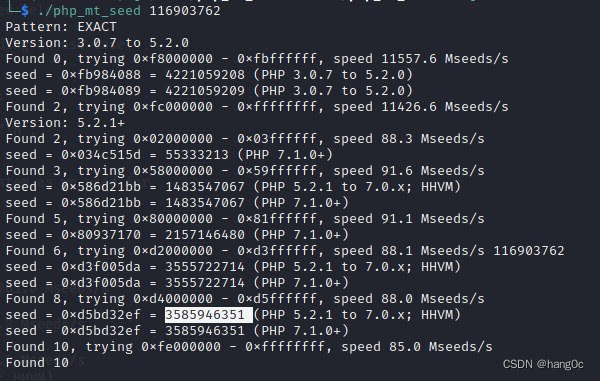 └─$ ./php_mt_seed 116903762
Pattern: EXACT
Version: 3.0.7 to 5.2.0
Found 0, trying 0×f8000000 - 0×fbffffff, speed 11557.6 Mseeds/s
seed = 0×fb984088 = 4221059208 (PHP 3.0.7 to 5.2.0)
seed = 0×fb984089 = 4221059209 (PHP 3.0.7 to 5.2.0)
Found 2, trying 0×fc000000 - 0×ffffffff, speed 11426.6 Mseeds/s
Version: 5.2.1+
Found 2, trying 0×02000000 - 0×03ffffff, speed 88.3 Mseeds/s
seed = 0×034c515d = 55333213 (PHP 7.1.0+)
Found 3, trying 0×58000000 - 0×59ffffff, speed 91.6 Mseeds/s
seed = 0×586d21bb = 1483547067 (PHP 5.2.1 to 7.0.x; HHVM)
seed = 0×586d21bb = 1483547067 (PHP 7.1.0+)
Found 5, trying 0×80000000 - 0×81ffffff, speed 91.1 Mseeds/s
seed = 0×80937170 = 2157146480 (PHP 7.1.0+)
Found 6, trying 0×d2000000 - 0×d3ffffff, speed 88.1 Mseeds/s 116903762
seed = 0×d3f005da = 3555722714 (PHP 5.2.1 to 7.0.x; HHVM)
seed = 0×d3f005da = 3555722714 (PHP 7.1.0+)
Found 8, trying 0×d4000000 - 0×d5ffffff, speed 88.0 Mseeds/s
seed = 0×d5bd32ef = 3585946351 (PHP 5.2.1 to 7.0.x; HHVM)
seed = 0×d5bd32ef = 3585946351 (PHP 7.1.0+)
Found 10, trying 0×fe000000 - 0×ffffffff, speed 85.0 Mseeds/s
Found 10
CSDN @hang0c